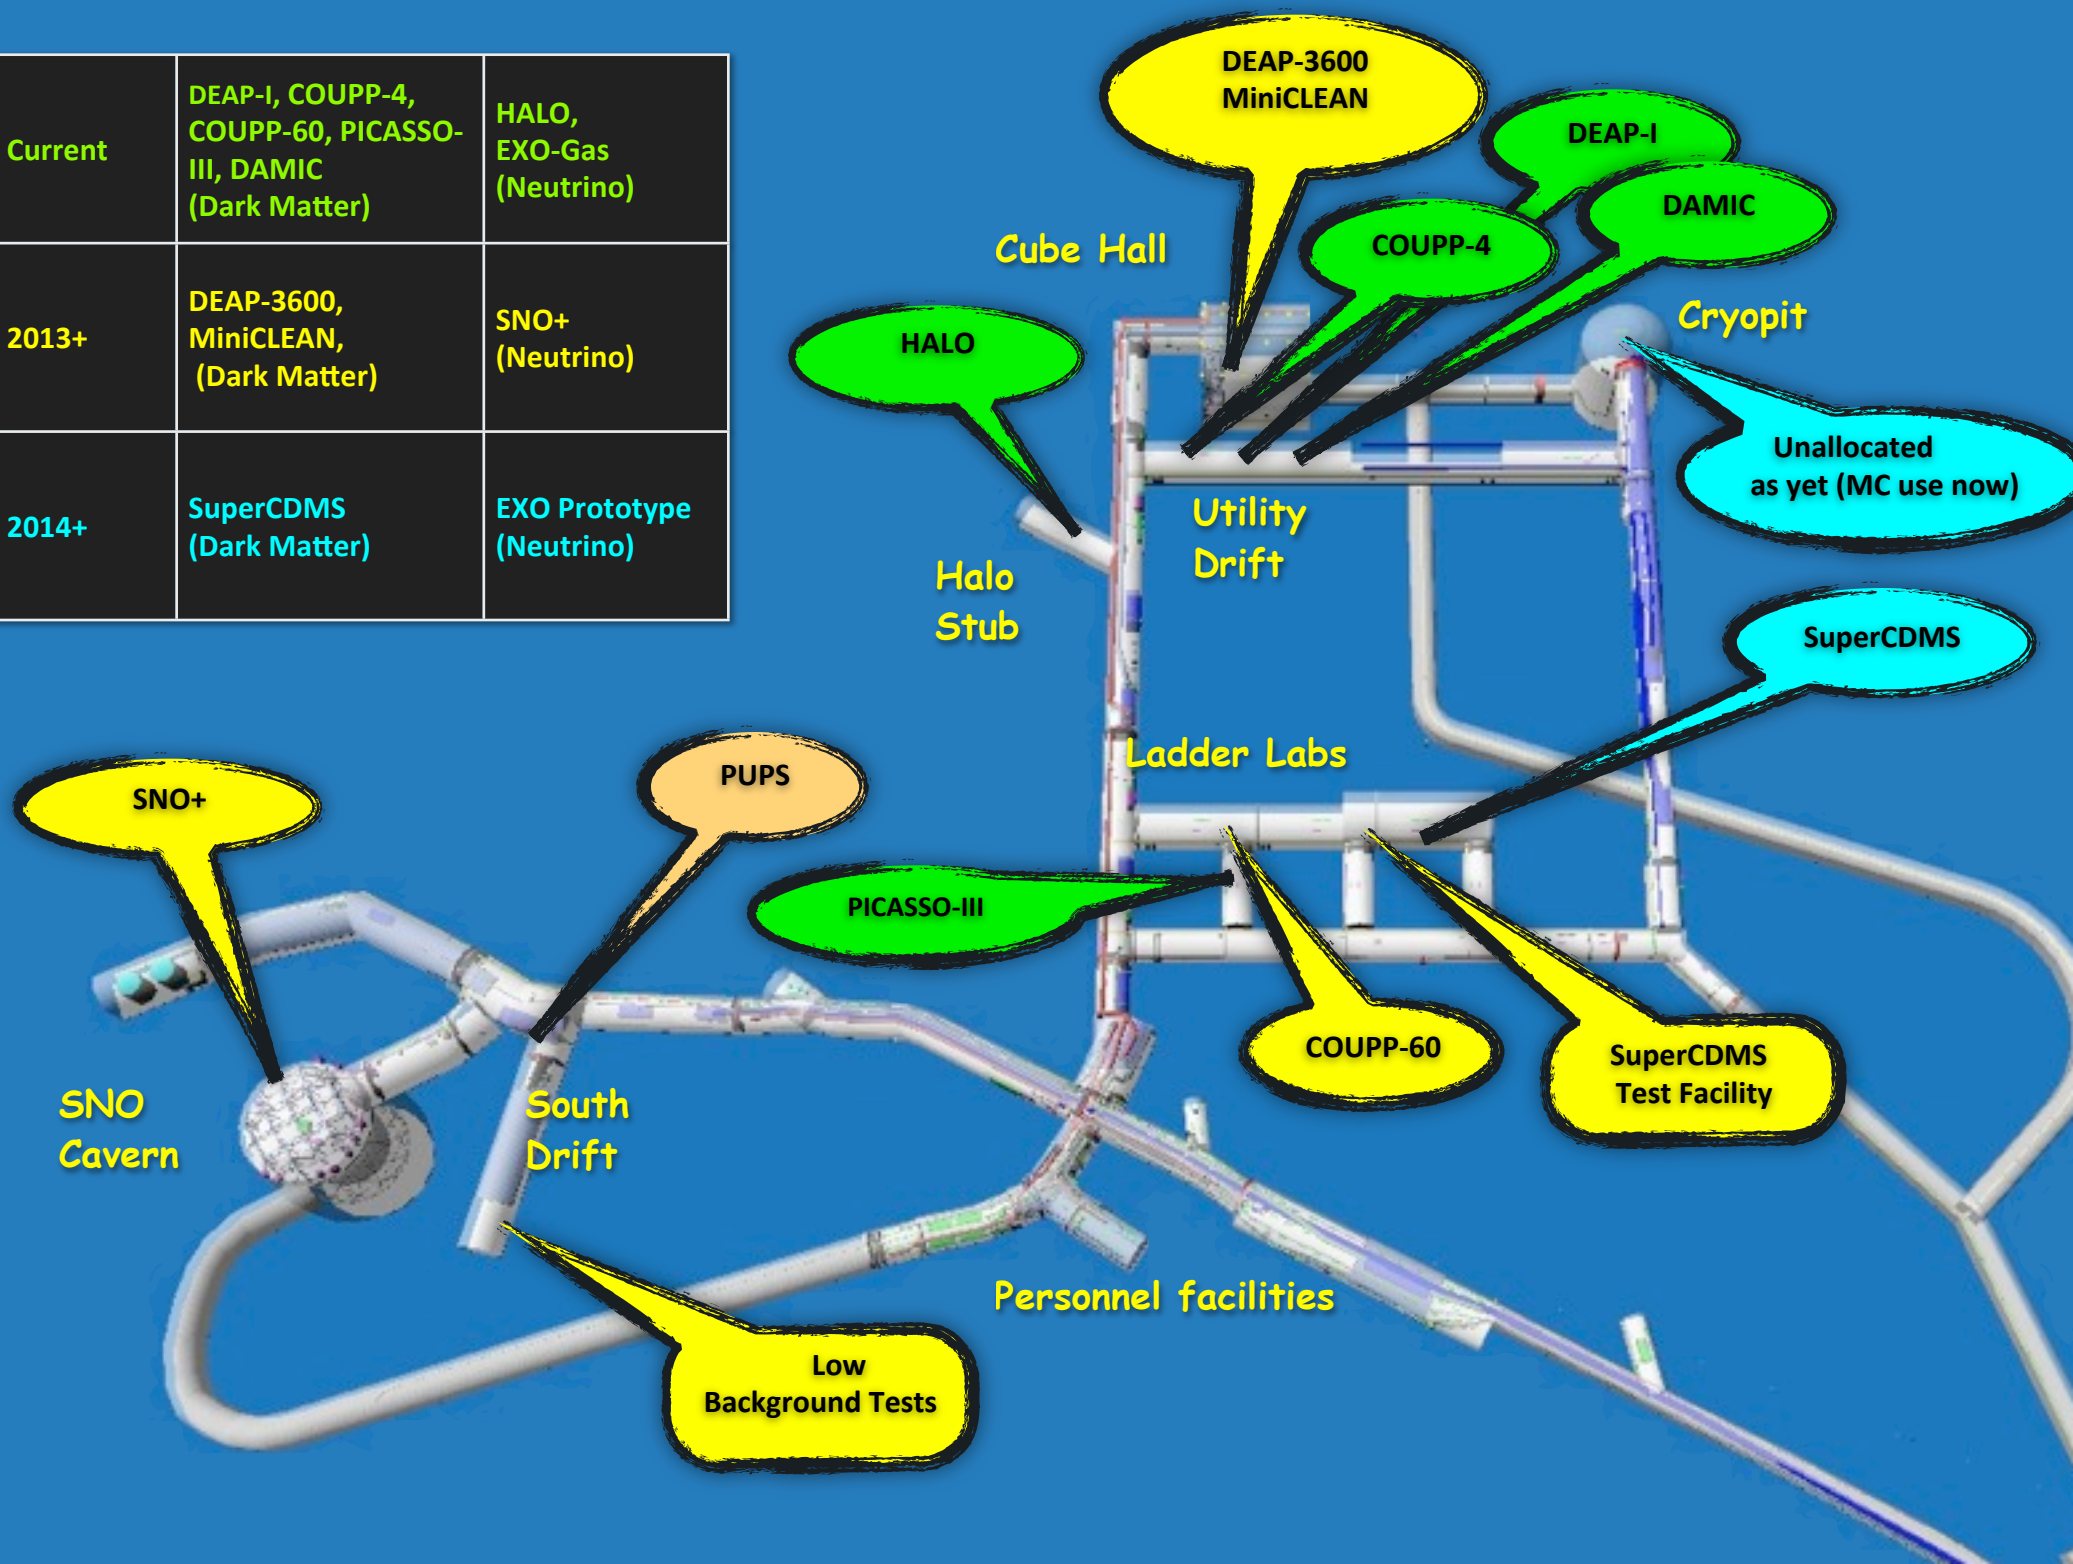 Current
DEAP-I, COUPP-4,
COUPP-60, PICASSO-
III, DAMIC
(Dark Matter)
HALO,
EXO-Gas
(Neutrino)
2013+
DEAP-3600,
MiniCLEAN,
(Dark Matter)
SNO+
(Neutrino)
2014+
SuperCDMS
(Dark Matter)
EXO Prototype
(Neutrino)
DEAP-3600
MiniCLEAN
DEAP-I
DAMIC
COUPP-4
Cube Hall
Cryopit
HALO
Unallocated
as yet (MC use now)
Utility
Drift
Halo
Stub
SuperCDMS
Ladder Labs
PUPS
SNO+
PICASSO-III
COUPP-60
SuperCDMS
Test Facility
SNO
Cavern
South
Drift
Personnel facilities
Low
Background Tests